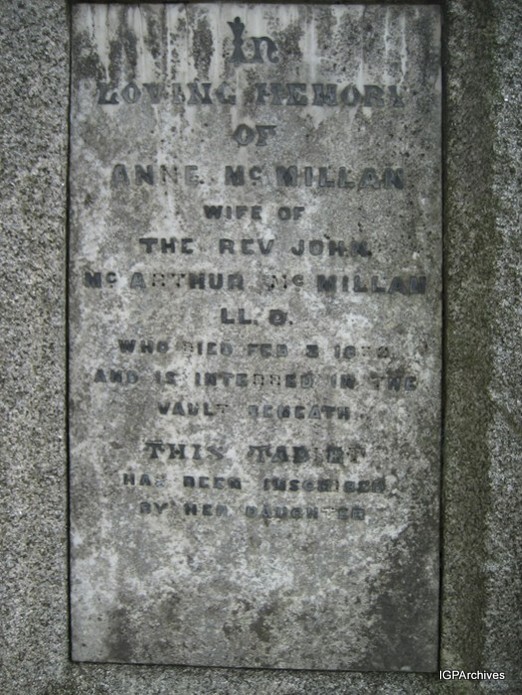 In
LOVING MEMORY
OF
ANNE McMILLAN
WIFE OF
THE REV JOHN
McARTHUR McMILLAN
LL.D.
WHO DIED FEB 3
AND IS INTERRED IN THE
VAULT BENEATH.
THIS TABLET
HAS BEEN INSCRIBED
BY HER DAUGHTER
IGPArchives